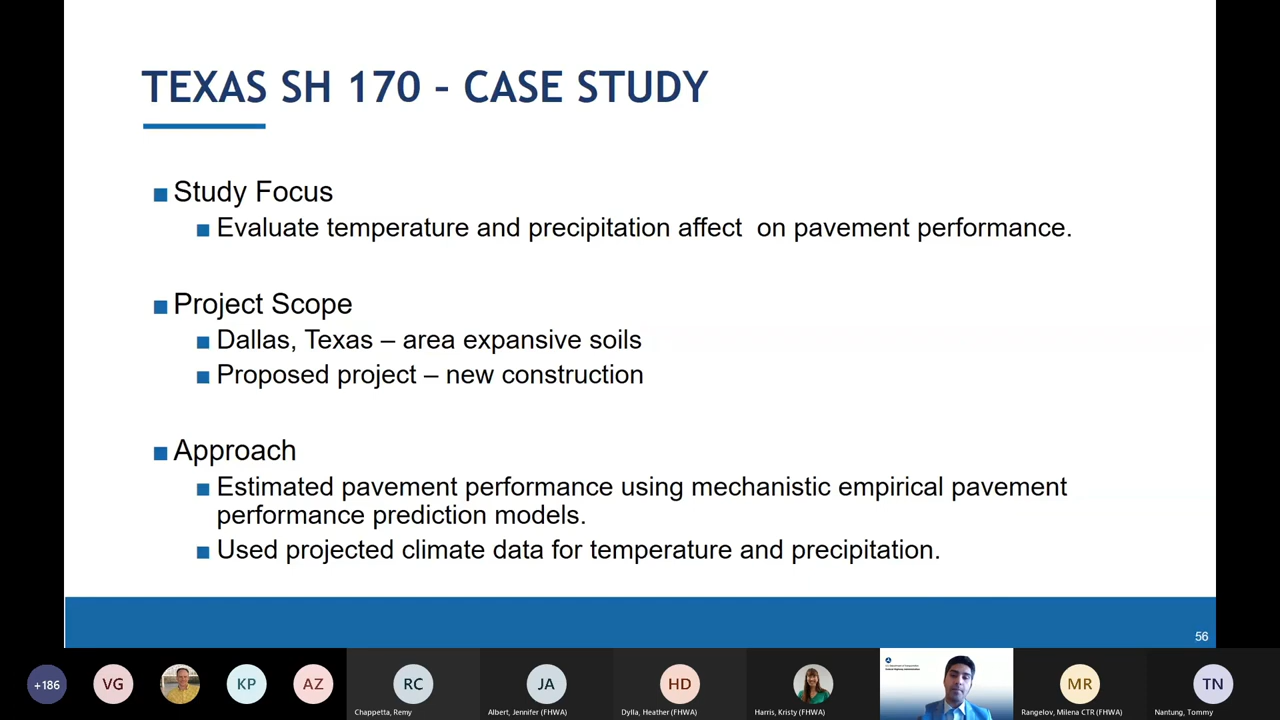 TEXAS SH 170 - CASE STUDY
Study Focus
Evaluate temperature and precipitation affect  on pavement performance.
Project Scope
Dallas, Texas – area expansive soils
Proposed project – new construction
Approach
Estimated pavement performance using mechanistic empirical pavement
performance prediction models.
Used projected climate data for temperature and precipitation.
56
+186
VG
KP
AZ
RC
Chappetta, Remy
JA
Albert, Jennifer (FHWA)
HD
Dylla, Heather (FHWA)
Harris, Kristy (FHWA)
MR
Rangelov, Milena CTR (FHWA)
TN
Nantung, Tommy